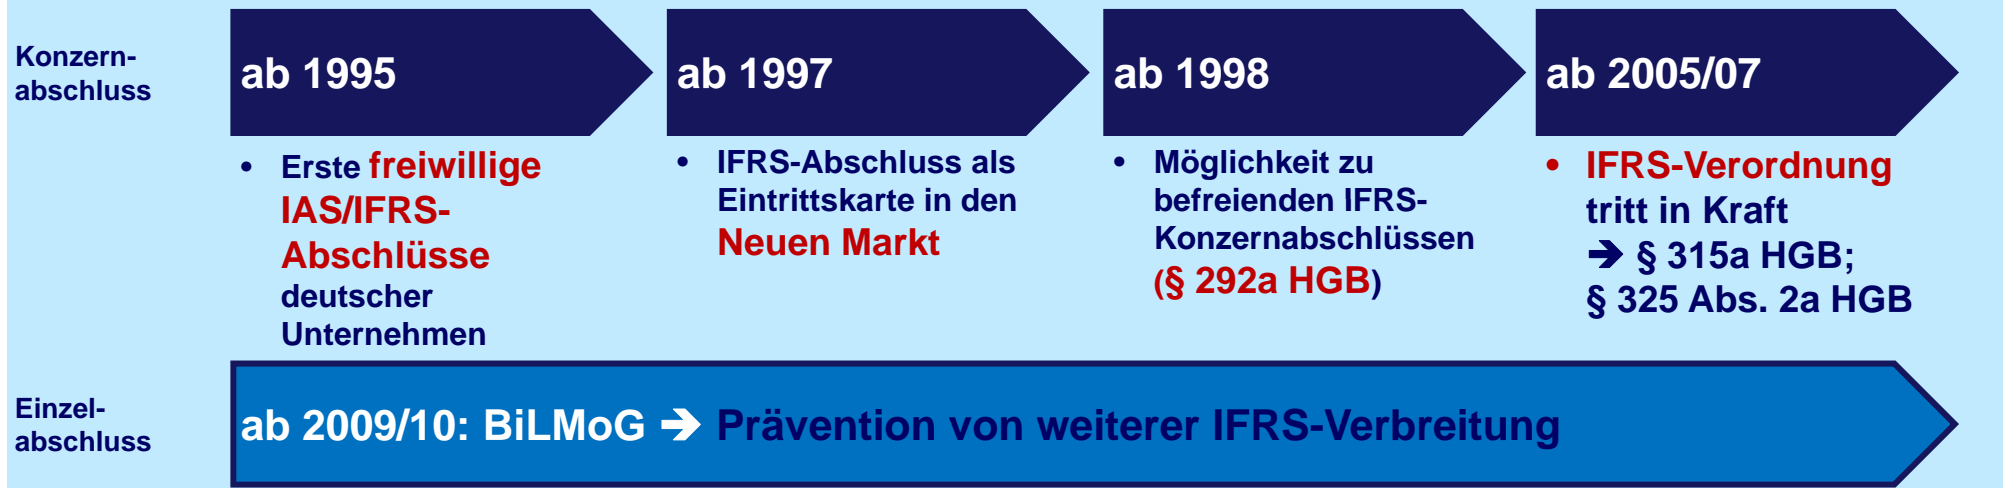 Konzern-
abschluss
ab 1995
ab 1997
ab 1998
ab 2005/07
• Erste freiwillige
IAS/IFRS-
Abschlüsse
deutscher
Unternehmen
• IFRS-Abschluss als
Eintrittskarte in den
Neuen Markt
• Möglichkeit zu
befreienden IFRS-
Konzernabschlüssen
(§ 292a HGB)
• IFRS-Verordnung
tritt in Kraft
➔ § 315a HGB;
§ 325 Abs. 2a HGB
Einzel-
abschluss
ab 2009/10: BiLMoG ➔ Prävention von weiterer IFRS-Verbreitung